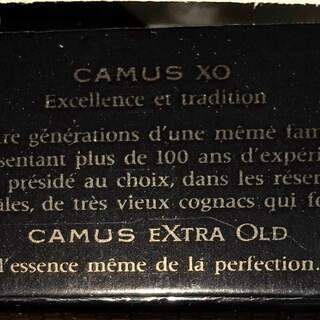 CAMUS XO
Excellence et tradition
re générations d'une même fam
sentant plus de 100 ans d'expéri
présidé au choix, dans les réser
ales, de très vieux cognacs qui fo
CAMUS EXTRA OLD
l'essence même de la perfection.